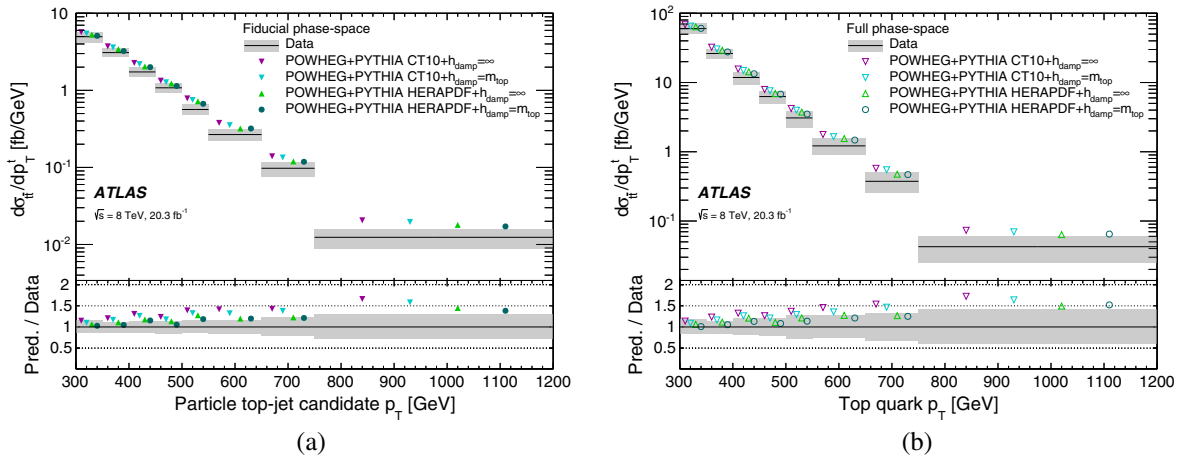 Fiducial phase-space
Data
POWHEG+PYTHIA CT10+h_damp=∞
POWHEG+PYTHIA CT10+h_damp=m_top
POWHEG+PYTHIA HERAPDF+h_damp=∞
POWHEG+PYTHIA HERAPDF+h_damp=m_top
dσ_tt̄/dp_T^t [fb/GeV]
10
1
10⁻¹
10⁻²
ATLAS
√s = 8 TeV, 20.3 fb⁻¹
Pred. / Data
2
1.5
1
0.5
300 400 500 600 700 800 900 1000 1100 1200
Particle top-jet candidate p_T [GeV]
(a)
Full phase-space
Data
POWHEG+PYTHIA CT10+h_damp=∞
POWHEG+PYTHIA CT10+h_damp=m_top
POWHEG+PYTHIA HERAPDF+h_damp=∞
POWHEG+PYTHIA HERAPDF+h_damp=m_top
dσ_tt̄/dp_T^t [fb/GeV]
10²
10
1
10⁻¹
ATLAS
√s = 8 TeV, 20.3 fb⁻¹
Pred. / Data
2
1.5
1
0.5
300 400 500 600 700 800 900 1000 1100 1200
Top quark p_T [GeV]
(b)